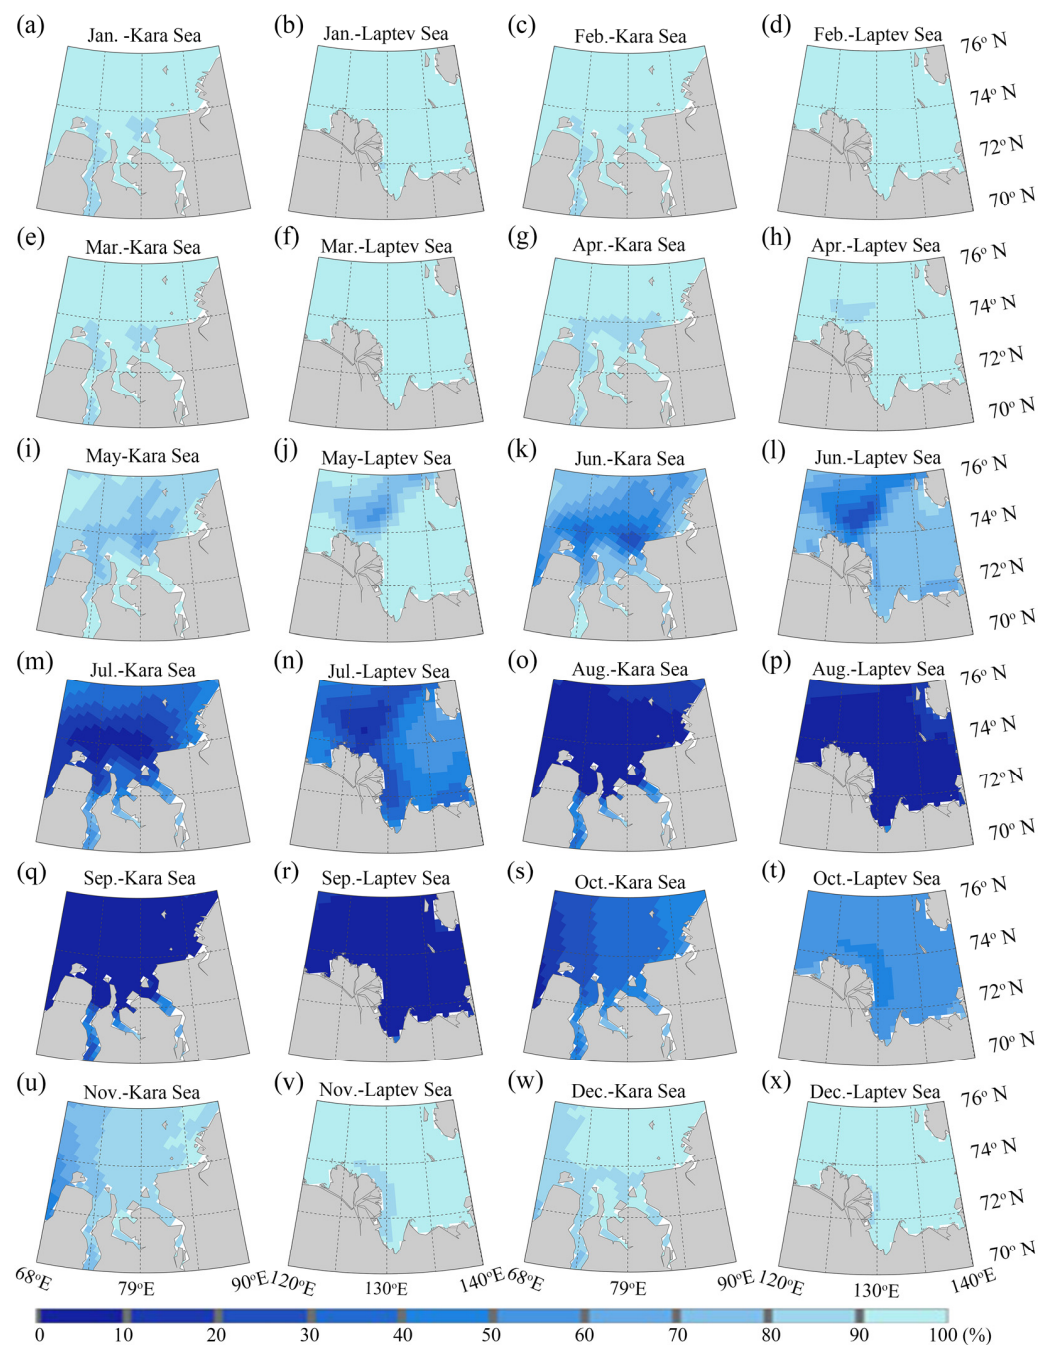 (a) (b) (c) (d)
Jan. -Kara Sea Jan.-Laptev Sea Feb.-Kara Sea Feb.-Laptev Sea
76° N
74° N
72° N
70° N
(e) (f) (g) (h)
Mar.-Kara Sea Mar.-Laptev Sea Apr.-Kara Sea Apr.-Laptev Sea
76° N
74° N
72° N
70° N
(i) (j) (k) (l)
May-Kara Sea May-Laptev Sea Jun.-Kara Sea Jun.-Laptev Sea
76° N
74° N
72° N
70° N
(m) (n) (o) (p)
Jul.-Kara Sea Jul.-Laptev Sea Aug.-Kara Sea Aug.-Laptev Sea
76° N
74° N
72° N
70° N
(q) (r) (s) (t)
Sep.-Kara Sea Sep.-Laptev Sea Oct.-Kara Sea Oct.-Laptev Sea
76° N
74° N
72° N
70° N
(u) (v) (w) (x)
Nov.-Kara Sea Nov.-Laptev Sea Dec.-Kara Sea Dec.-Laptev Sea
76° N
74° N
72° N
70° N
68°E 79°E 90°E 120°E 130°E 140°E 68°E 79°E 90°E 120°E 130°E 140°E
0 10 20 30 40 50 60 70 80 90 100 (%)